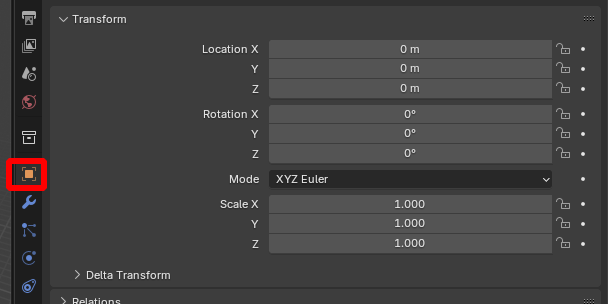 Transform
Location X 0 m
Y 0 m
Z 0 m
Rotation X 0°
Y 0°
Z 0°
Mode XYZ Euler
Scale X 1.000
Y 1.000
Z 1.000
Delta Transform
Relations